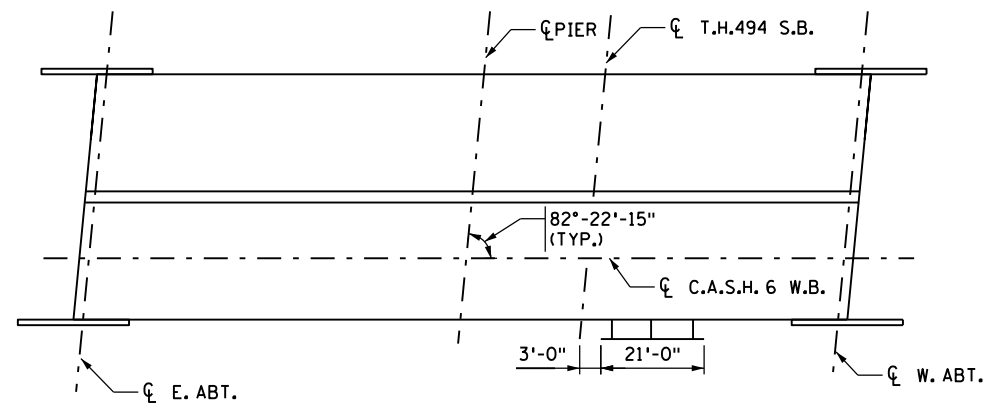 ℄ PIER
℄ T.H.494 S.B.
82°-22'-15"
(TYP.)
℄ C.A.S.H. 6 W.B.
3'-0"
21'-0"
℄ E. ABT.
℄ W. ABT.